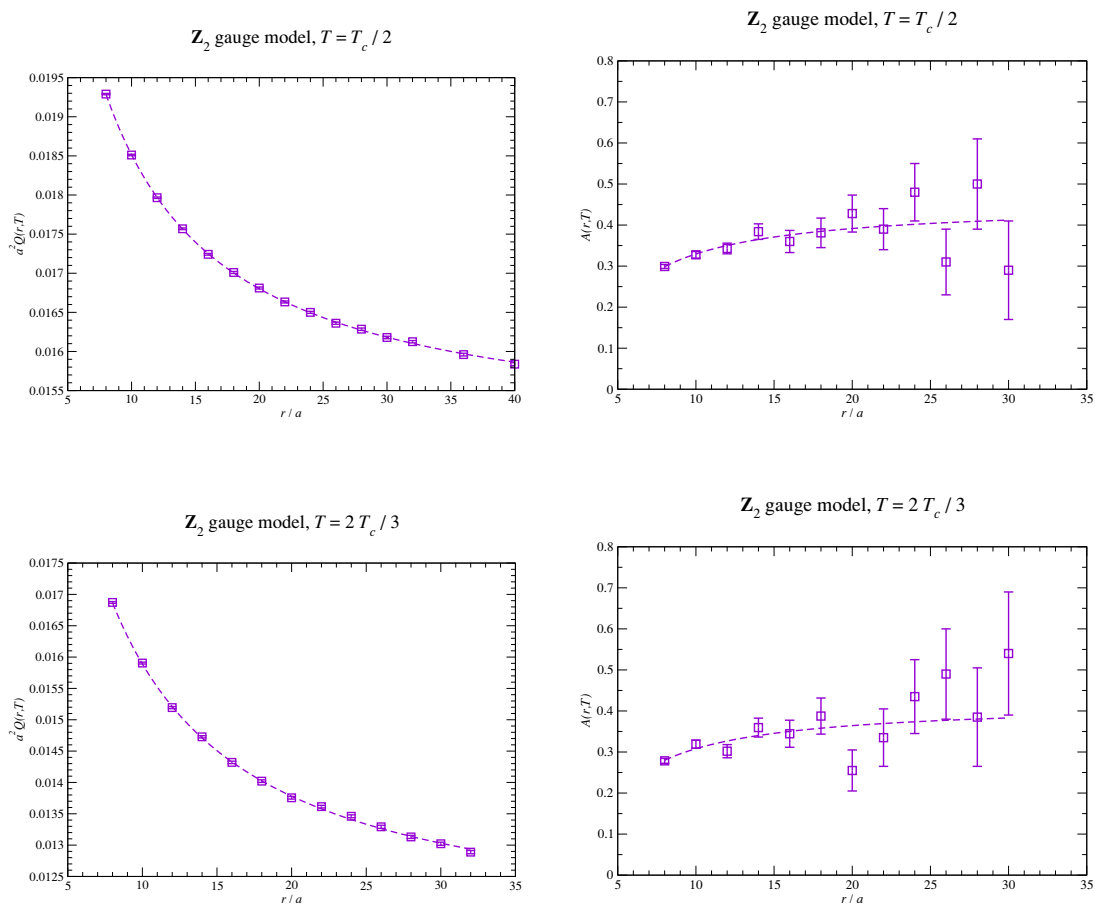 Z₂ gauge model, T = T_c / 2
0.0195
0.019
0.0185
0.018
0.0175
0.017
0.0165
0.016
0.0155
a²Q(r,T)
5 10 15 20 25 30 35 40
r / a
Z₂ gauge model, T = T_c / 2
0.8
0.7
0.6
0.5
0.4
0.3
0.2
0.1
0
A(r,T)
5 10 15 20 25 30 35
r / a
Z₂ gauge model, T = 2 T_c / 3
0.0175
0.017
0.0165
0.016
0.0155
0.015
0.0145
0.014
0.0135
0.013
0.0125
a²Q(r,T)
5 10 15 20 25 30 35
r / a
Z₂ gauge model, T = 2 T_c / 3
0.8
0.7
0.6
0.5
0.4
0.3
0.2
0.1
0
A(r,T)
5 10 15 20 25 30 35
r / a